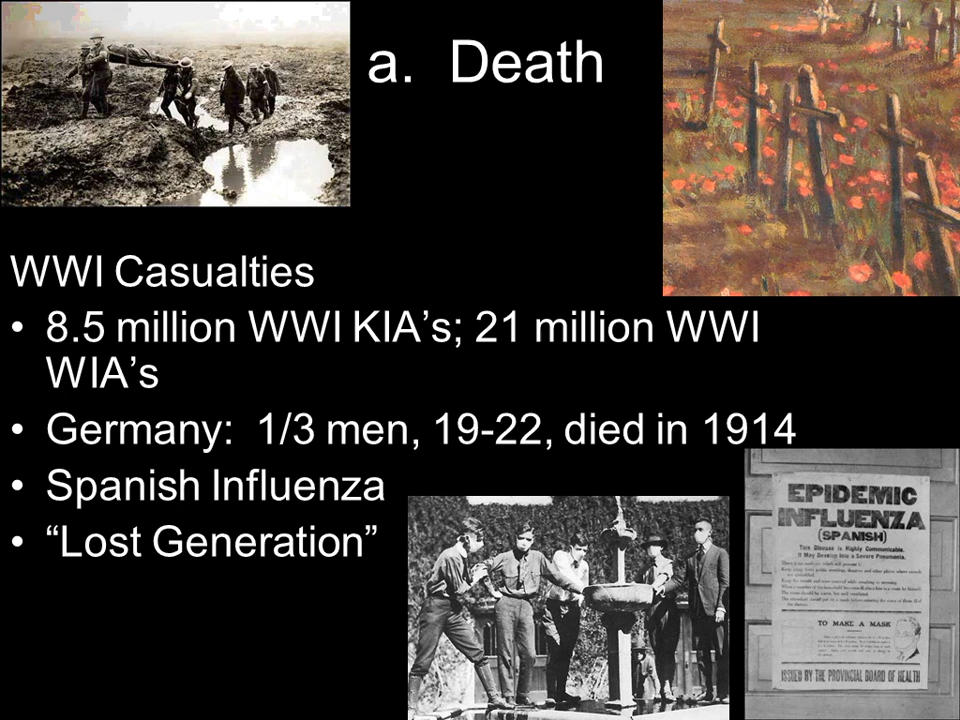 a. Death
WWI Casualties
• 8.5 million WWI KIA’s; 21 million WWI
WIA’s
• Germany: 1/3 men, 19-22, died in 1914
• Spanish Influenza
• “Lost Generation”
EPIDEMIC
INFLUENZA
(SPANISH)
This Disease is Highly Communicable.
It May Develop Into a Severe Pneumonia.
TO MAKE A MASK
ISSUED BY THE PROVINCIAL BOARD OF HEALTH